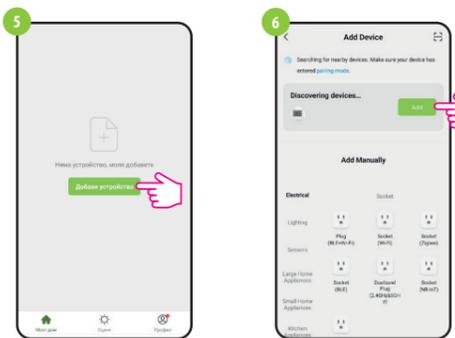 5
Няма устройство, моля добавете
Добави устройство
Моят дом
Сцени
Профил
6
Add Device
Searching for nearby devices. Make sure your device has
entered pairing mode.
Discovering devices...
Add
Add Manually
Electrical
Socket
Lighting
Sensors
Large Home
Appliances
Small Home
Appliances
Kitchen
Appliances
Plug
(BLE+Wi-Fi)
Socket
(Wi-Fi)
Socket
(Zigbee)
Socket
(BLE)
Dualband
Plug
(2.4GHz&5GH
z)
Socket
(NB-IoT)